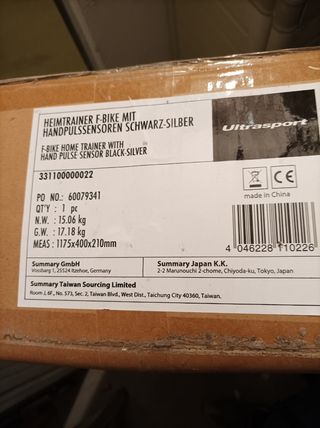 HEIMTRAINER F-BIKE MIT
HANDPULSSENSOREN SCHWARZ-SILBER
F-BIKE HOME TRAINER WITH
HAND PULSE SENSOR BLACK-SILVER
Ultrasport
331100000022
PO NO.: 60079341
QT'Y : 1 pc
N.W. : 15.06 kg
G.W. : 17.18 kg
MEAS : 1175x400x210mm
CE
made in China
4 046228 110226
Summary GmbH
Vossbarg 1, 25524 Itzehoe, Germany
Summary Japan K.K.
2-2 Marunouchi 2-chome, Chiyoda-ku, Tokyo, Japan
Summary Taiwan Sourcing Limited
Room J, 6F., No. 573, Sec. 2, Taiwan Blvd., West Dist., Taichung City 40360, Taiwan.